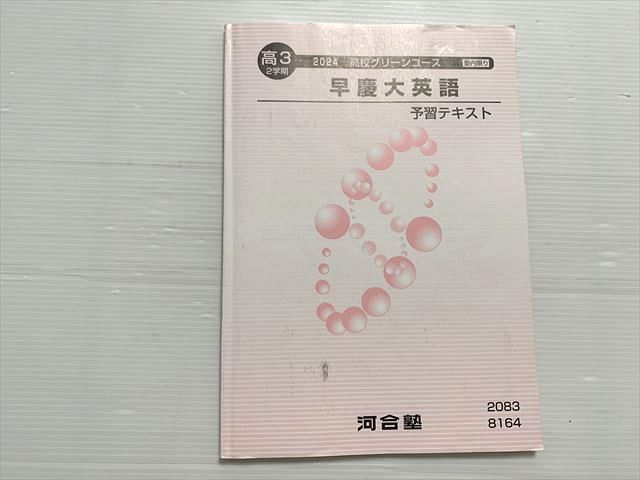 高3
2学期
2024 高校グリーンコース 塾内限り
早慶大英語
予習テキスト
河合塾
2083
8164